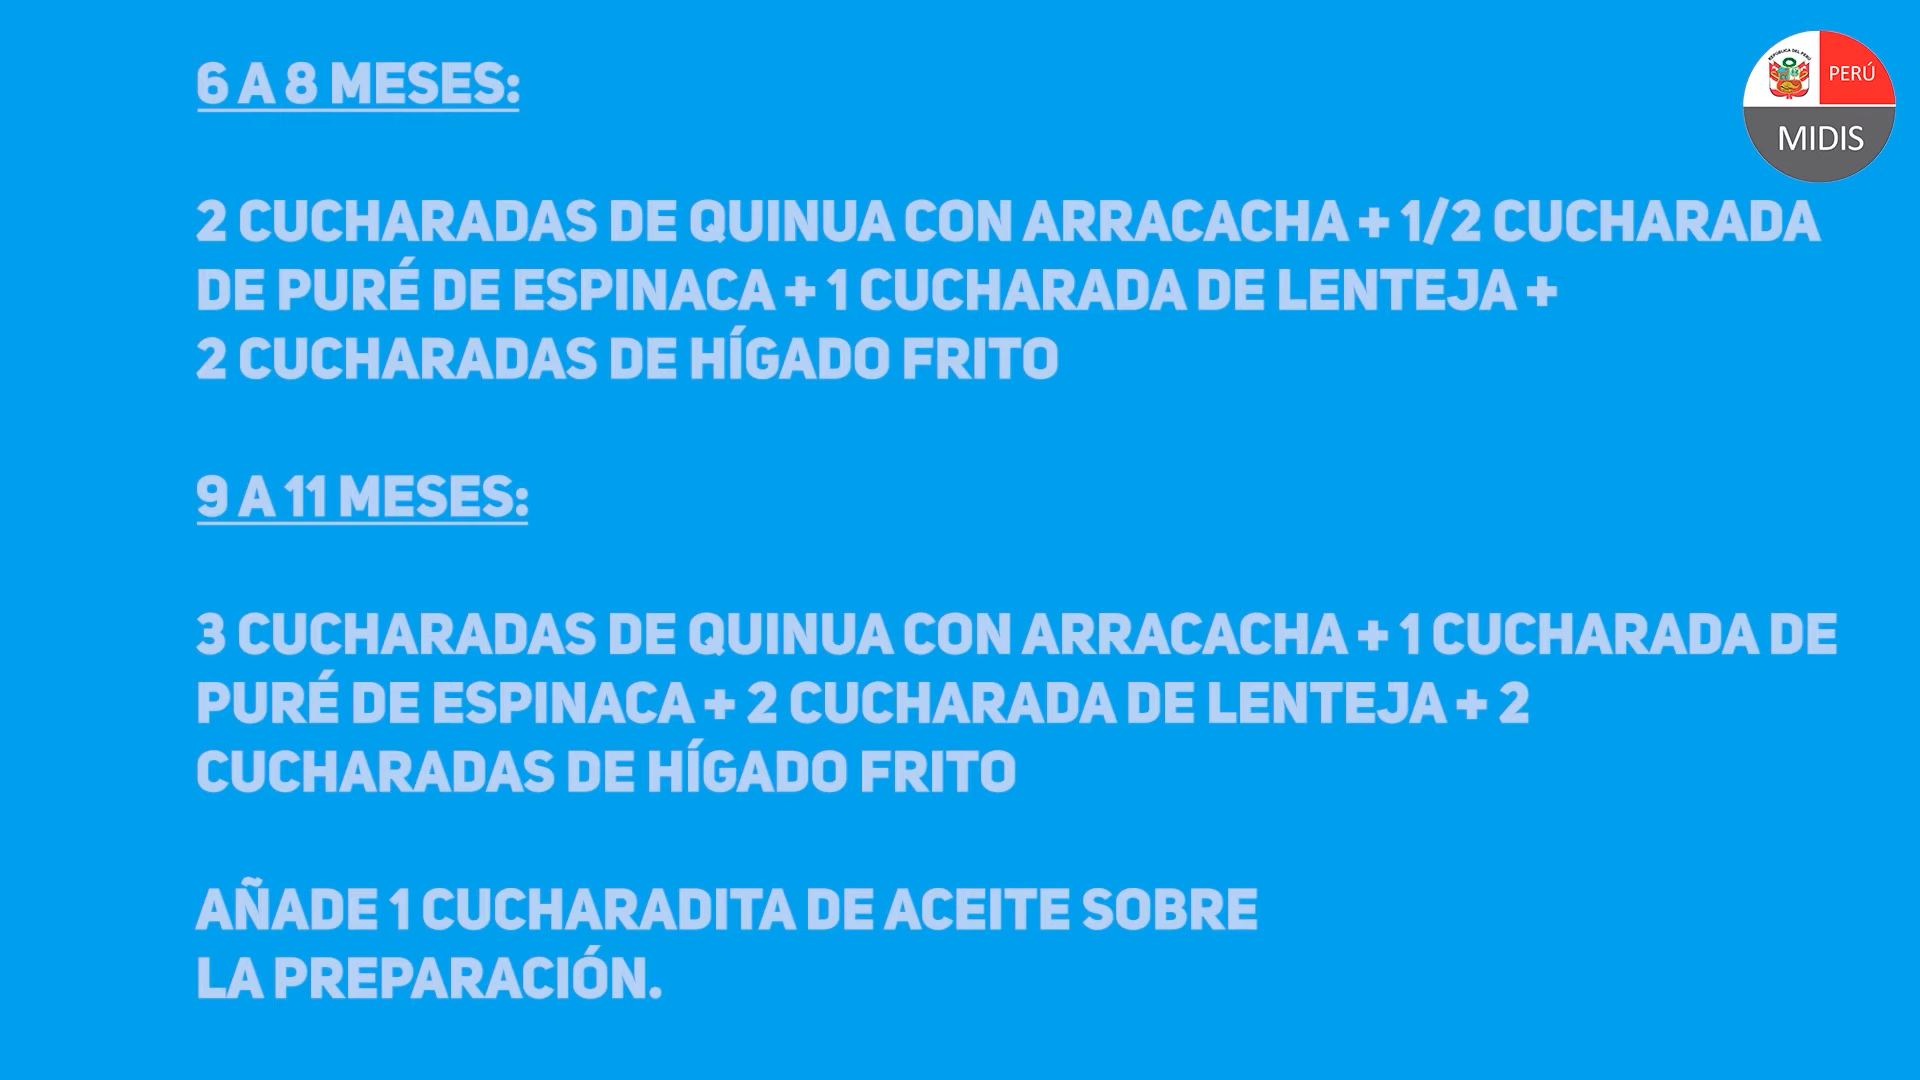 6 A 8 MESES:
REPÚBLICA DEL PERÚ
PERÚ
MIDIS
2 CUCHARADAS DE QUINUA CON ARRACACHA + 1/2 CUCHARADA
DE PURÉ DE ESPINACA + 1 CUCHARADA DE LENTEJA +
2 CUCHARADAS DE HÍGADO FRITO
9 A 11 MESES:
3 CUCHARADAS DE QUINUA CON ARRACACHA + 1 CUCHARADA DE
PURÉ DE ESPINACA + 2 CUCHARADA DE LENTEJA + 2
CUCHARADAS DE HÍGADO FRITO
AÑADE 1 CUCHARADITA DE ACEITE SOBRE
LA PREPARACIÓN.